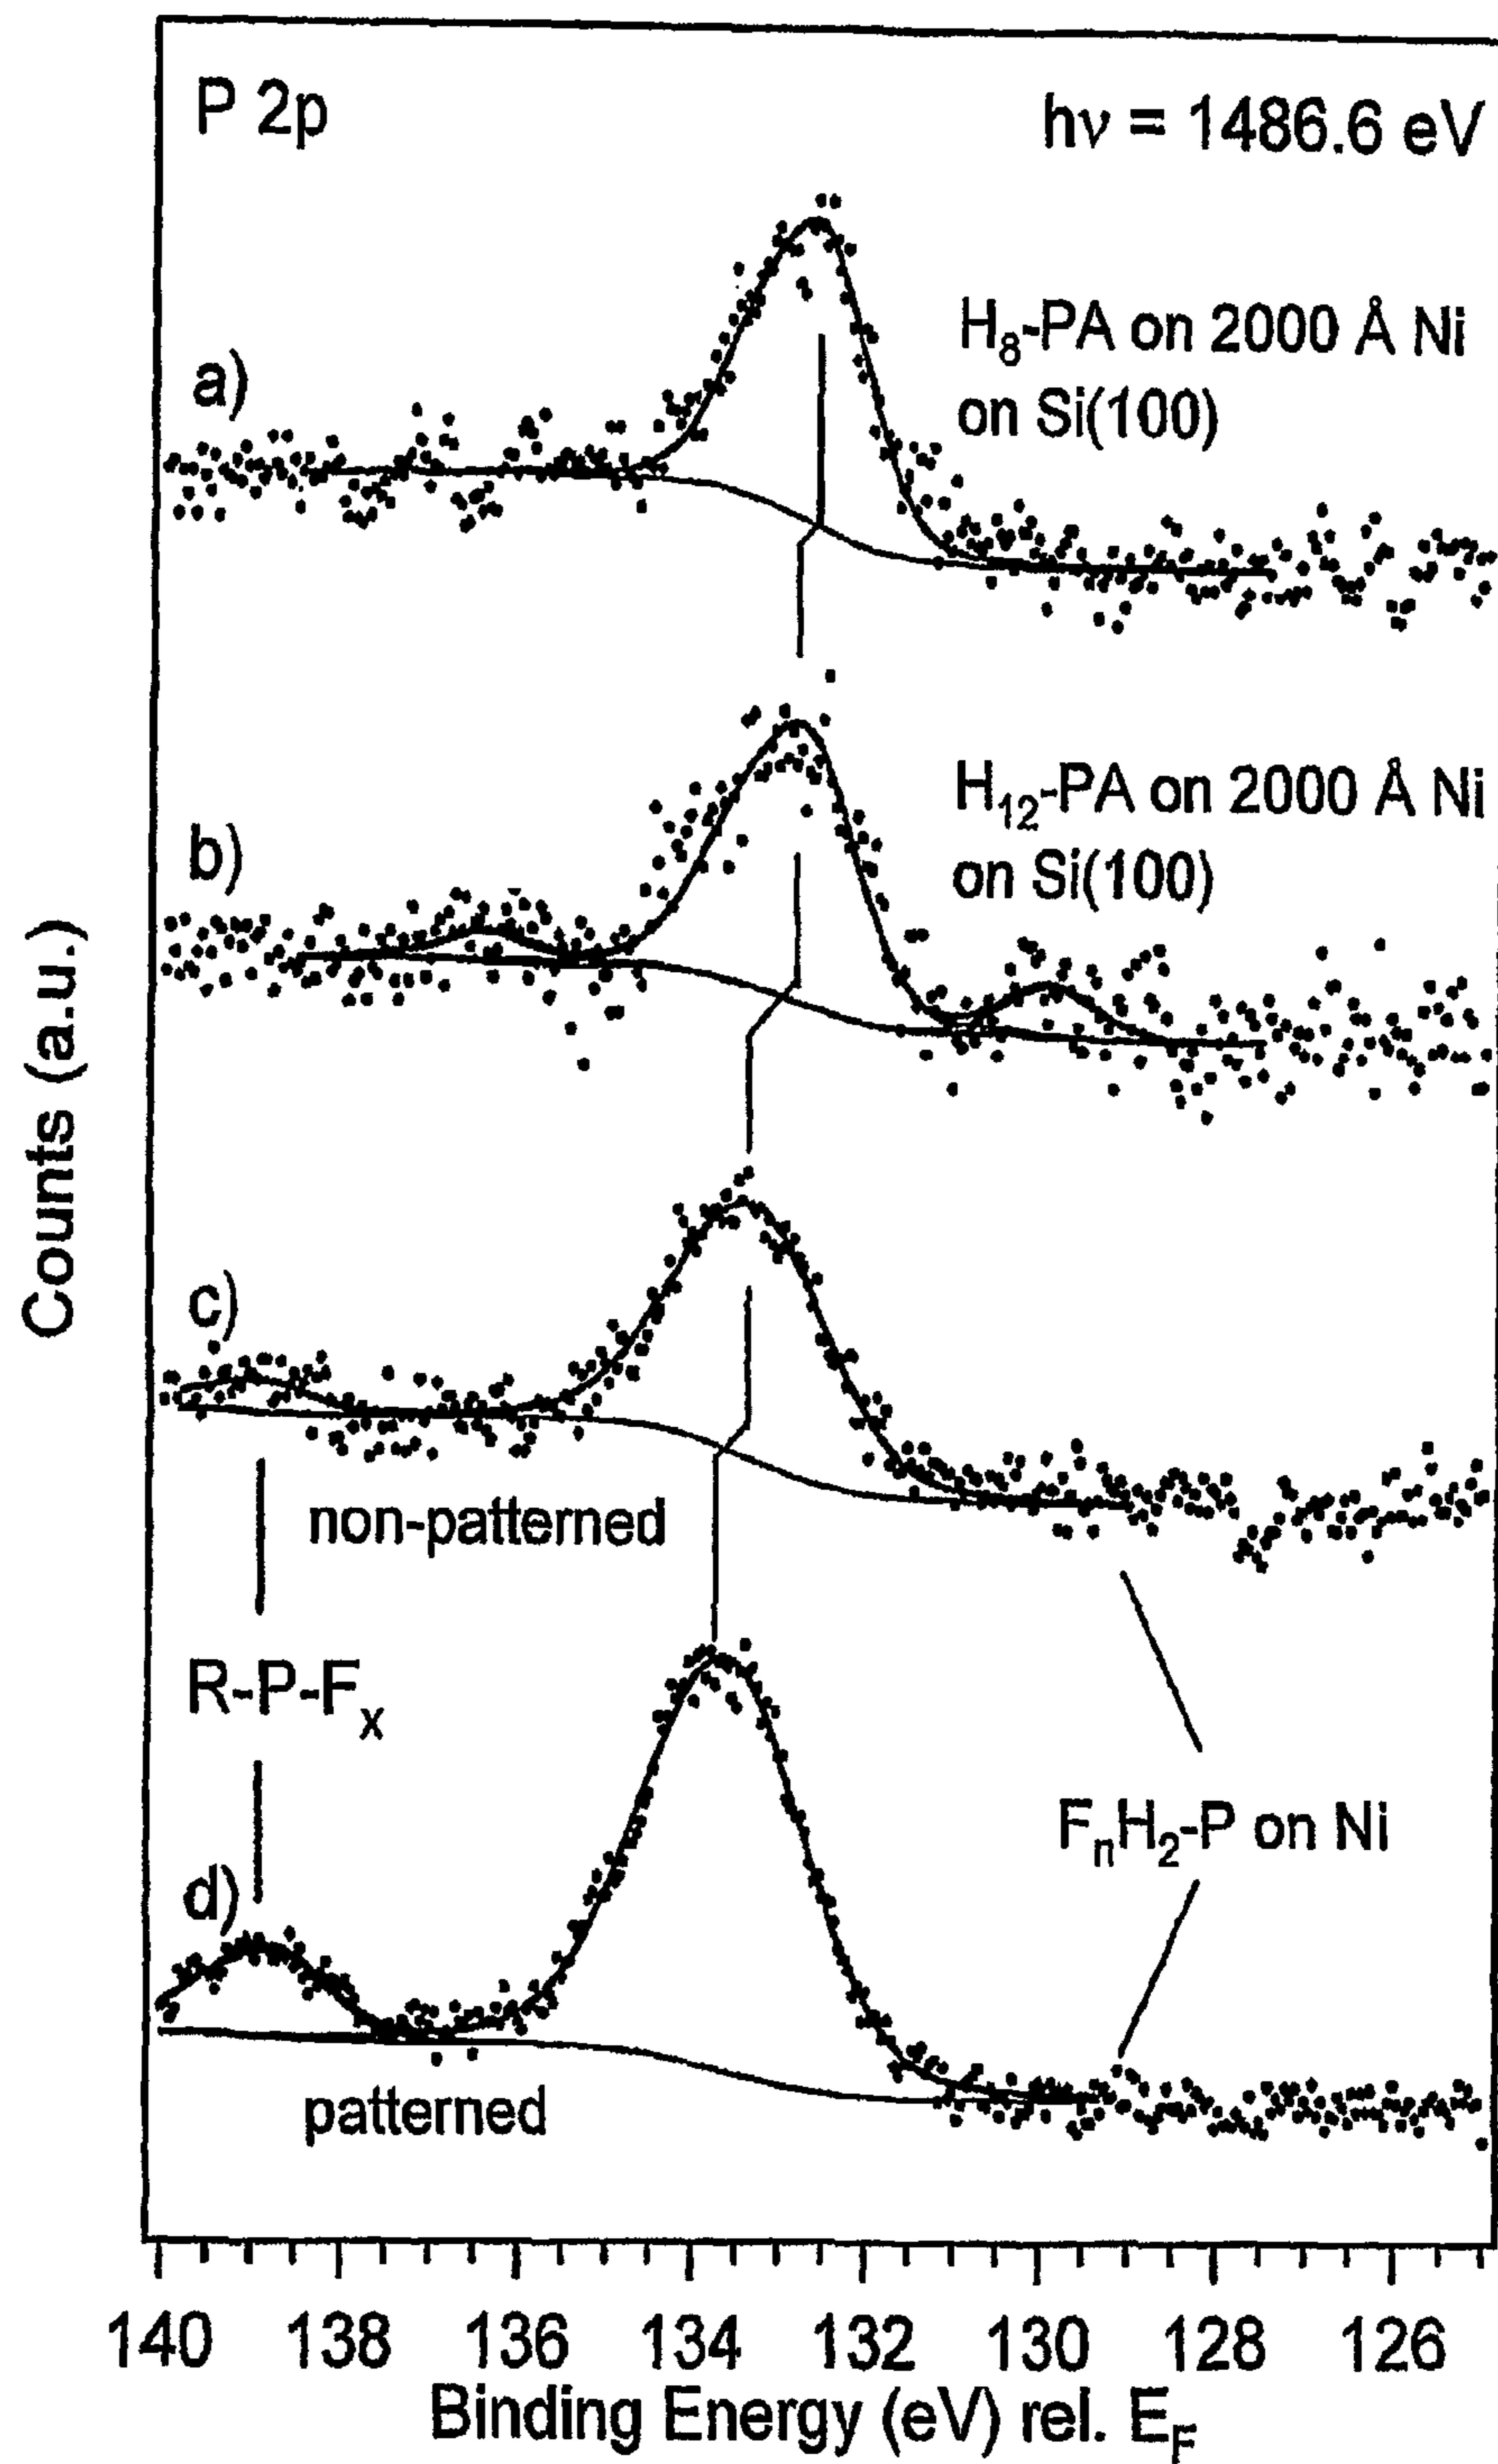 P 2p
hν = 1486.6 eV
a)
H₈-PA on 2000 Å Ni
on Si(100)
b)
H₁₂-PA on 2000 Å Ni
on Si(100)
Counts (a.u.)
c)
non-patterned
R-P-Fₓ
FₙH₂-P on Ni
d)
patterned
140 138 136 134 132 130 128 126
Binding Energy (eV) rel. E_F